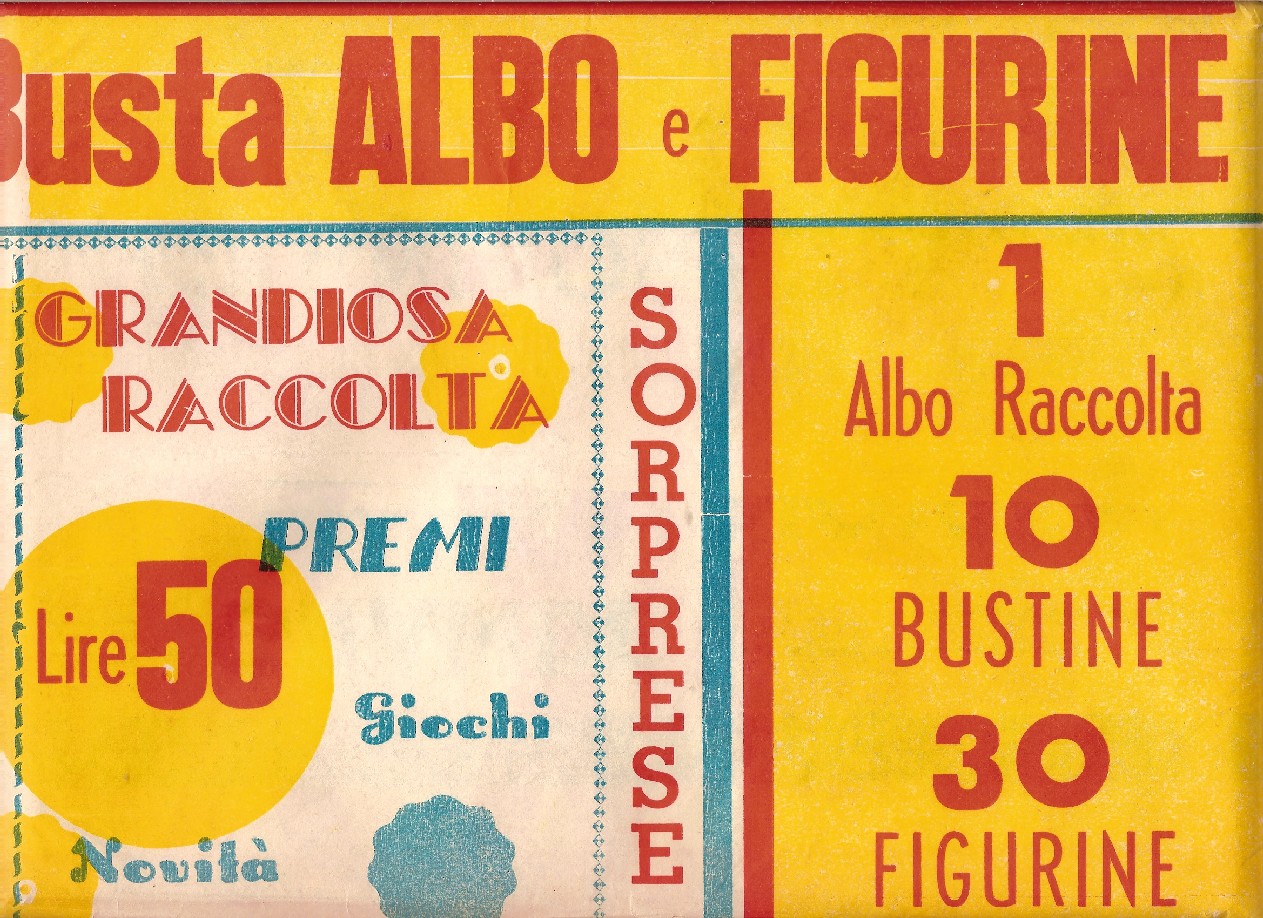 Busta ALBO e FIGURINE
GRANDIOSA
RACCOLTA
PREMI
Lire 50
Giochi
Novità
SORPRESE
1
Albo Raccolta
10
BUSTINE
30
FIGURINE